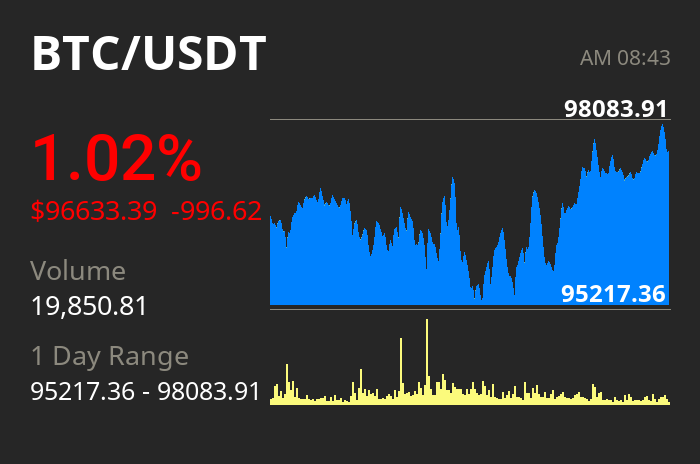 BTC/USDT
AM 08:43
98083.91
1.02%
$96633.39 -996.62
Volume
19,850.81
95217.36
1 Day Range
95217.36 - 98083.91